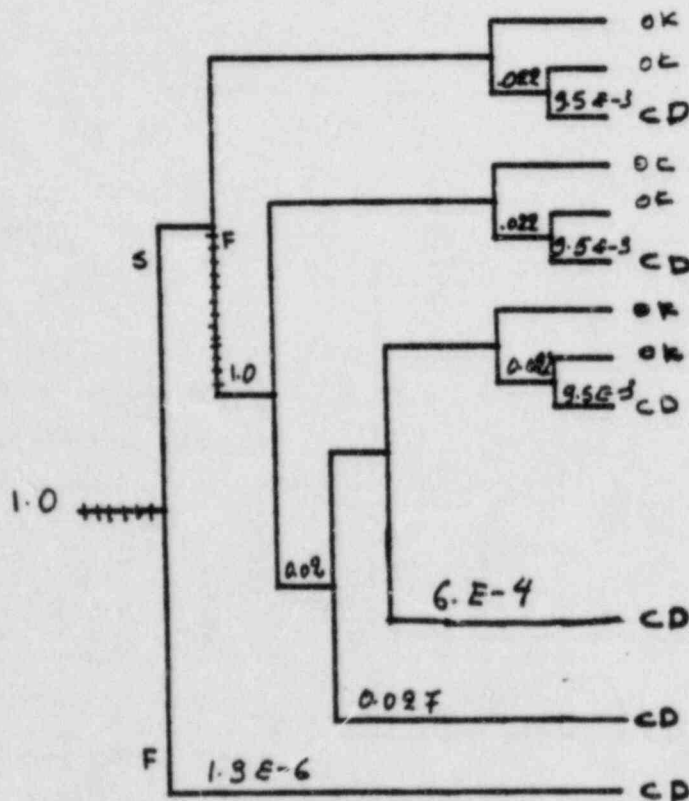 OK
OK
.022
9.5E-3
CD
OK
OK
.022
9.5E-3
CD
S
F
OK
OK
0.022
9.5E-3
CD
1.0
1.0
0.02
6. E-4
CD
0.027
CD
F
1.9E-6
CD